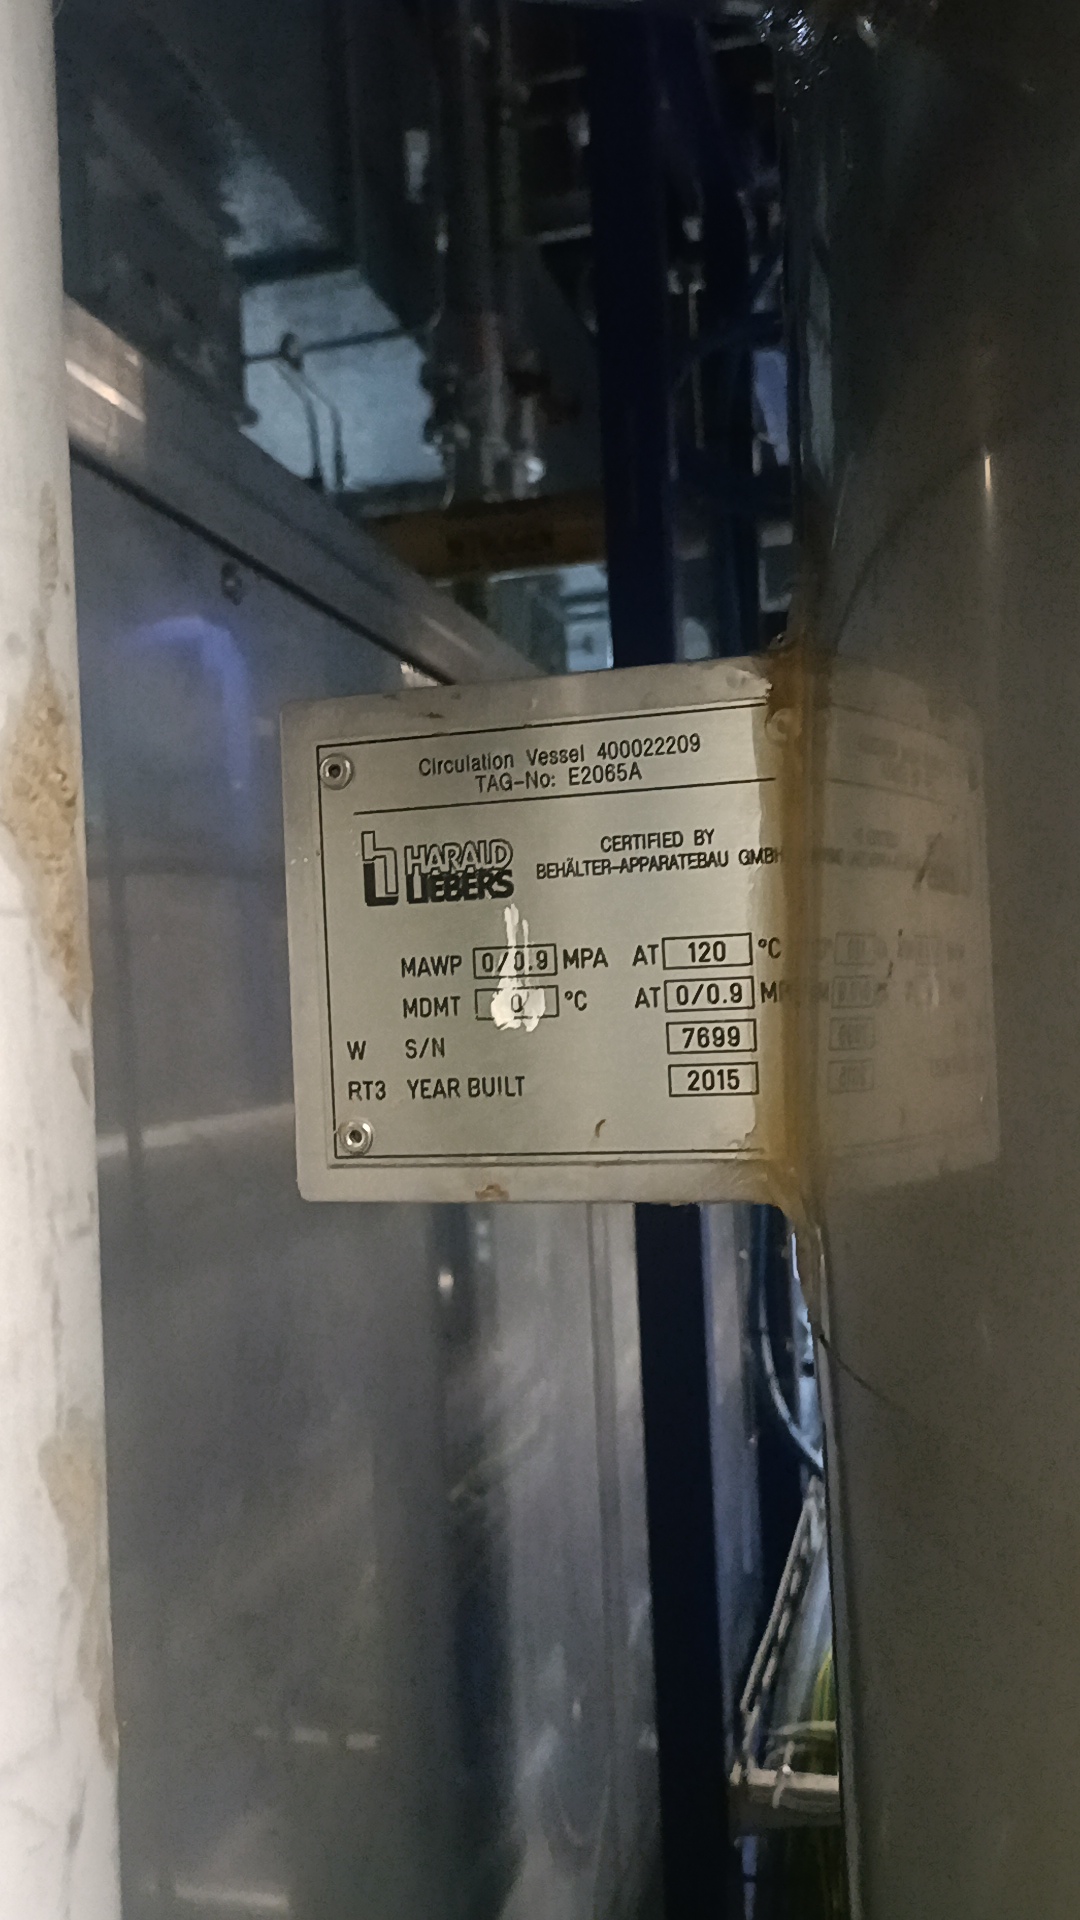 Circulation Vessel 400022209
TAG-No: E2065A
HARALD
LIEBERS
CERTIFIED BY
BEHÄLTER-APPARATEBAU GMBH
MAWP 0/0.9 MPA AT 120 °C
MDMT 0 °C AT 0/0.9 MP
W S/N 7699
RT3 YEAR BUILT 2015